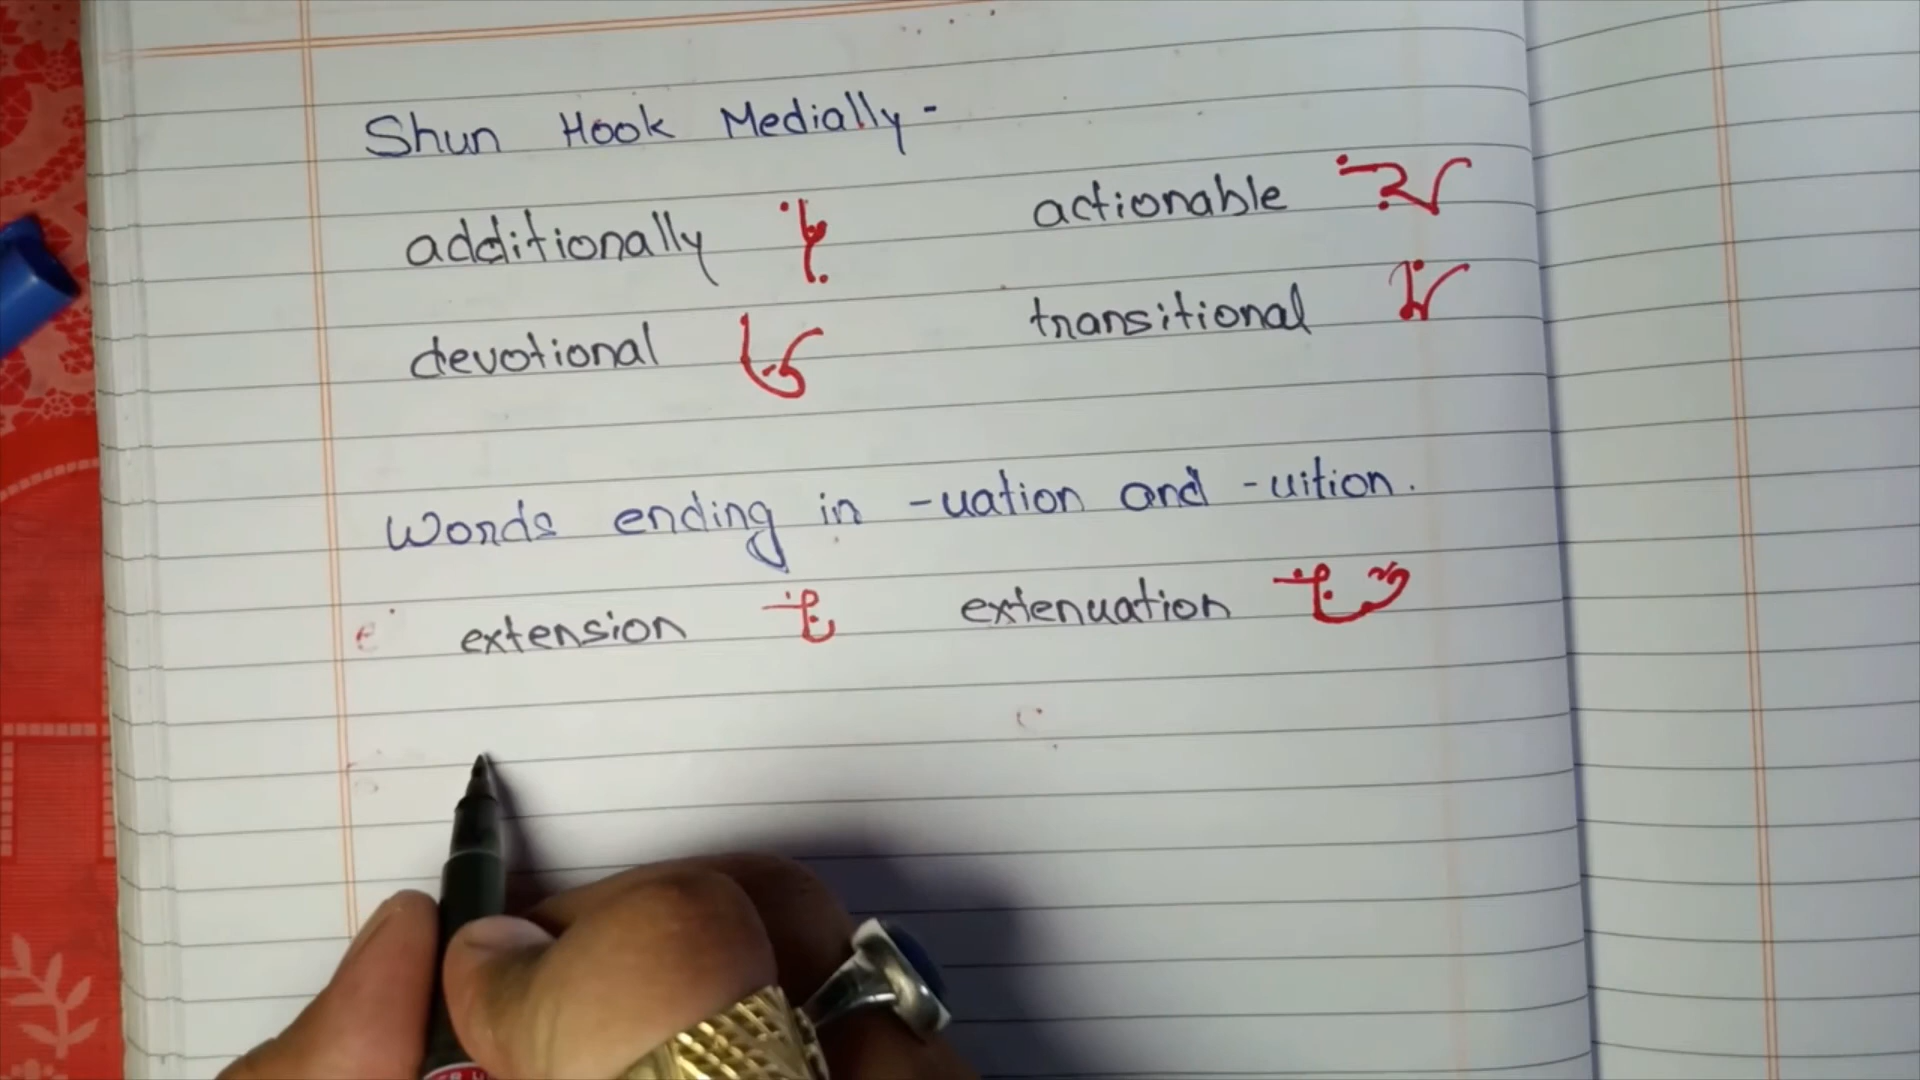 Shun Hook Medially -
additionally actionable
devotional transitional
Words ending in -uation and -uition.
extension extenuation